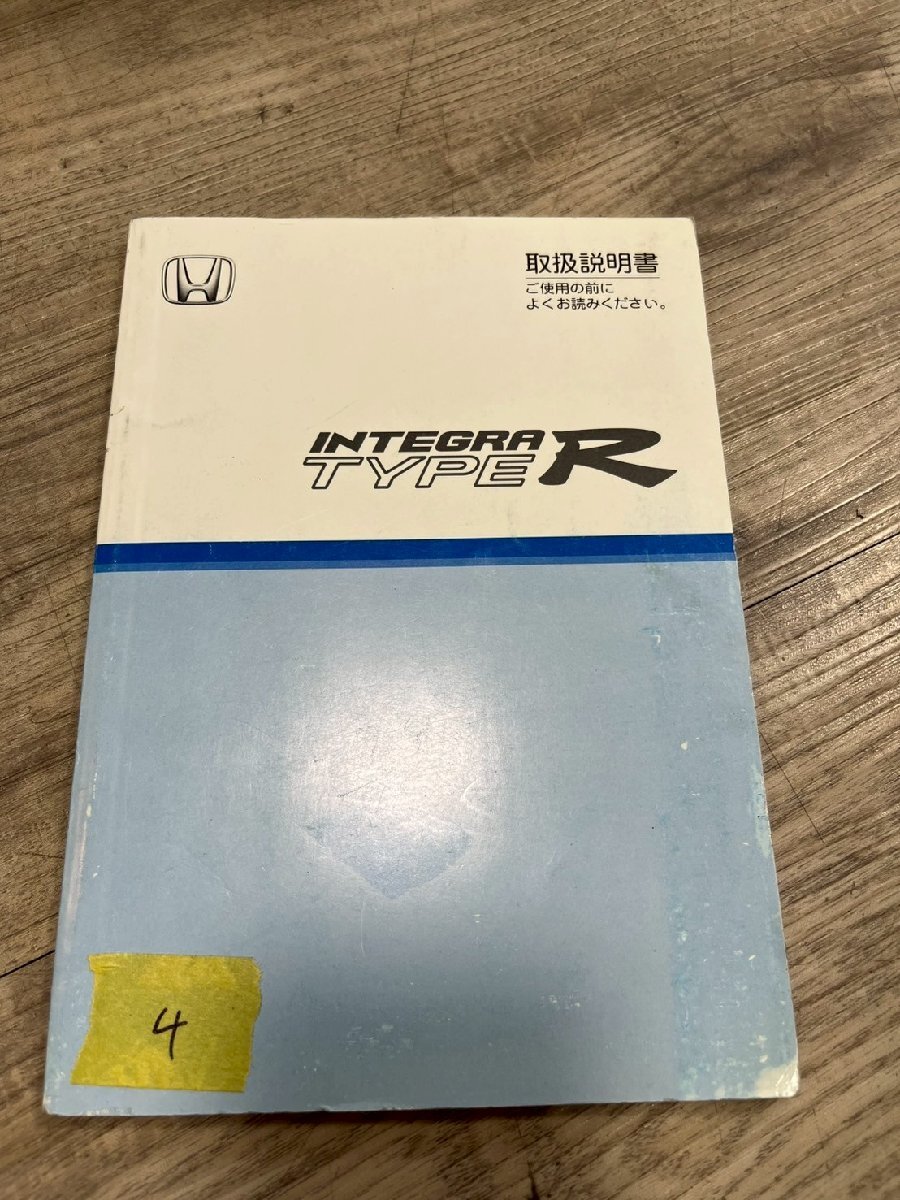 取扱説明書
ご使用の前に
よくお読みください。
INTEGRA
TYPE R
4